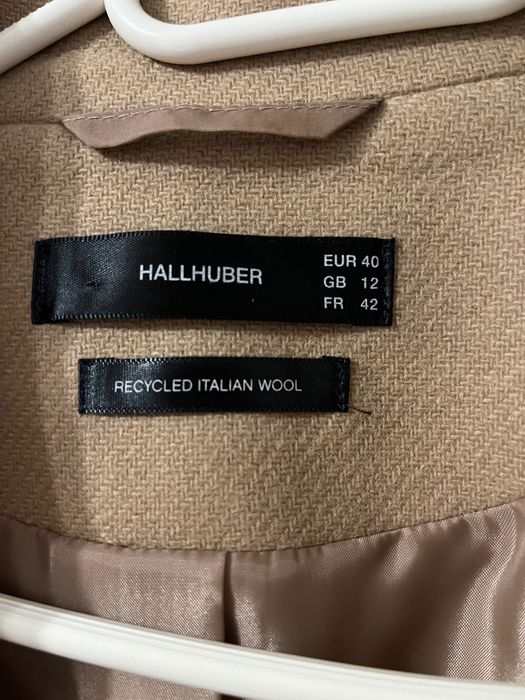 HALLHUBER
EUR 40
GB 12
FR 42
RECYCLED ITALIAN WOOL